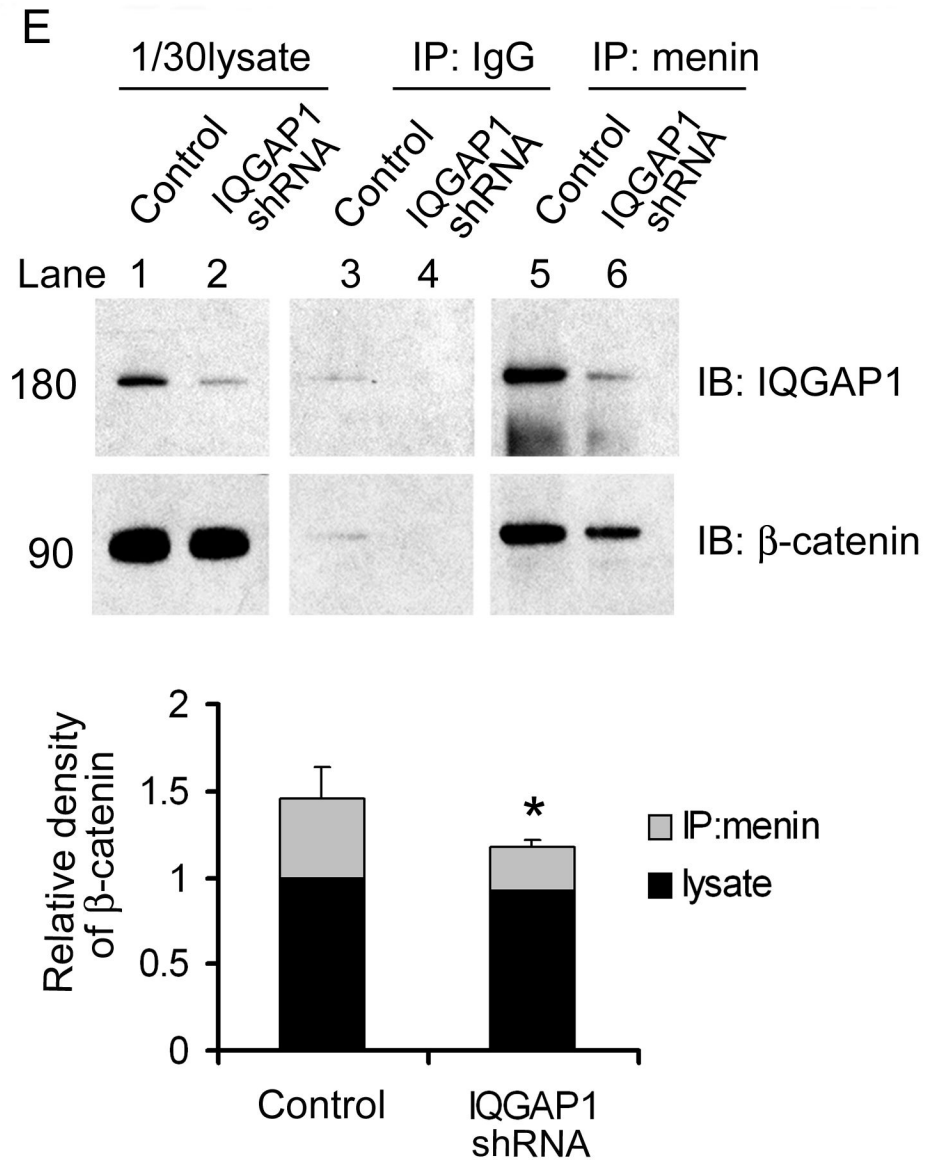 E
1/30lysate IP: IgG IP: menin
Control IQGAP1 shRNA Control IQGAP1 shRNA Control IQGAP1 shRNA
Lane 1 2 3 4 5 6
180 IB: IQGAP1
90 IB: β-catenin
Relative density
of β-catenin
2
1.5
1
0.5
0
*
IP:menin
lysate
Control IQGAP1
shRNA